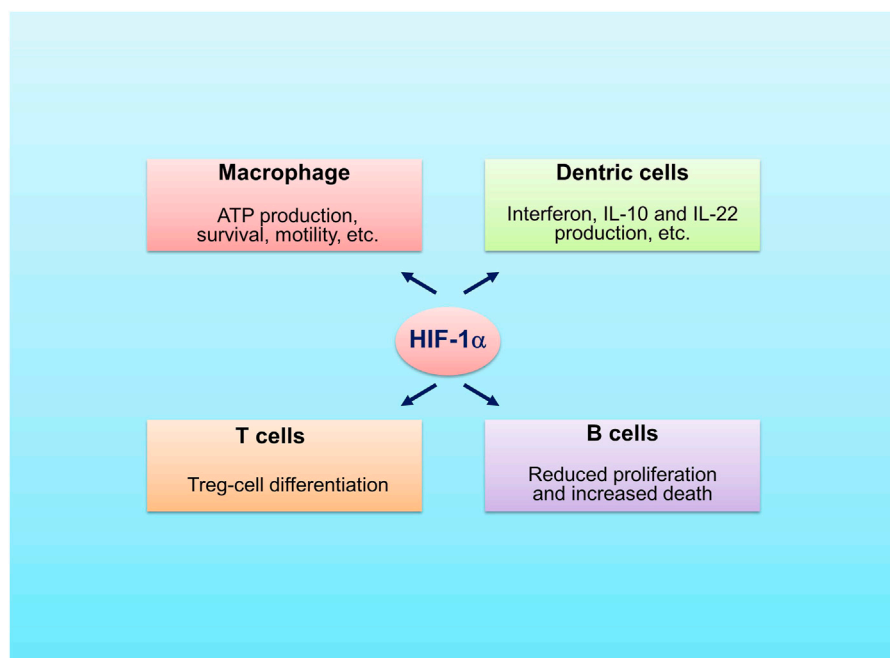 Macrophage
ATP production,
survival, motility, etc.
Dentric cells
Interferon, IL-10 and IL-22
production, etc.
HIF-1α
T cells
Treg-cell differentiation
B cells
Reduced proliferation
and increased death